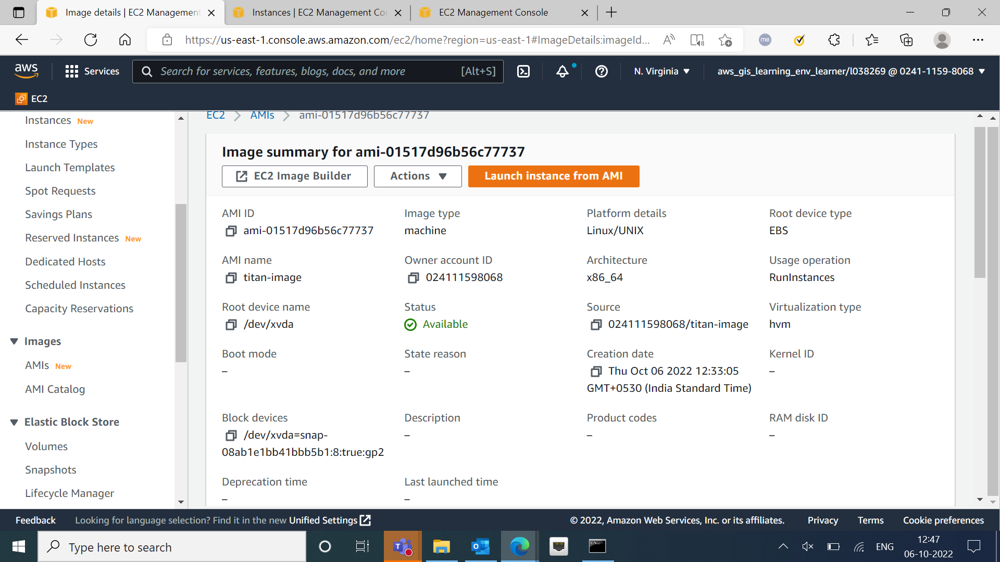 Image details | EC2 Management
Instances | EC2 Management Co
EC2 Management Console
https://us-east-1.console.aws.amazon.com/ec2/home?region=us-east-1#ImageDetails:imageId...
me
aws
Services
Search for services, features, blogs, docs, and more
[Alt+S]
N. Virginia
aws_gis_learning_env_learner/l038269 @ 0241-1159-8068
EC2
Instances New
Instance Types
Launch Templates
Spot Requests
Savings Plans
Reserved Instances New
Dedicated Hosts
Scheduled Instances
Capacity Reservations
Images
AMIs New
AMI Catalog
Elastic Block Store
Volumes
Snapshots
Lifecycle Manager
EC2 > AMIs > ami-01517d96b56c77737
Image summary for ami-01517d96b56c77737
EC2 Image Builder
Actions
Launch instance from AMI
AMI ID
ami-01517d96b56c77737
Image type
machine
Platform details
Linux/UNIX
Root device type
EBS
AMI name
titan-image
Owner account ID
024111598068
Architecture
x86_64
Usage operation
RunInstances
Root device name
/dev/xvda
Status
Available
Source
024111598068/titan-image
Virtualization type
hvm
Boot mode
–
State reason
–
Creation date
Thu Oct 06 2022 12:33:05
GMT+0530 (India Standard Time)
Kernel ID
–
Block devices
/dev/xvda=snap-
08ab1e1bb41bbb5b1:8:true:gp2
Description
–
Product codes
–
RAM disk ID
–
Deprecation time
–
Last launched time
–
Feedback
Looking for language selection? Find it in the new Unified Settings
© 2022, Amazon Web Services, Inc. or its affiliates.
Privacy
Terms
Cookie preferences
Type here to search
ENG
12:47
06-10-2022